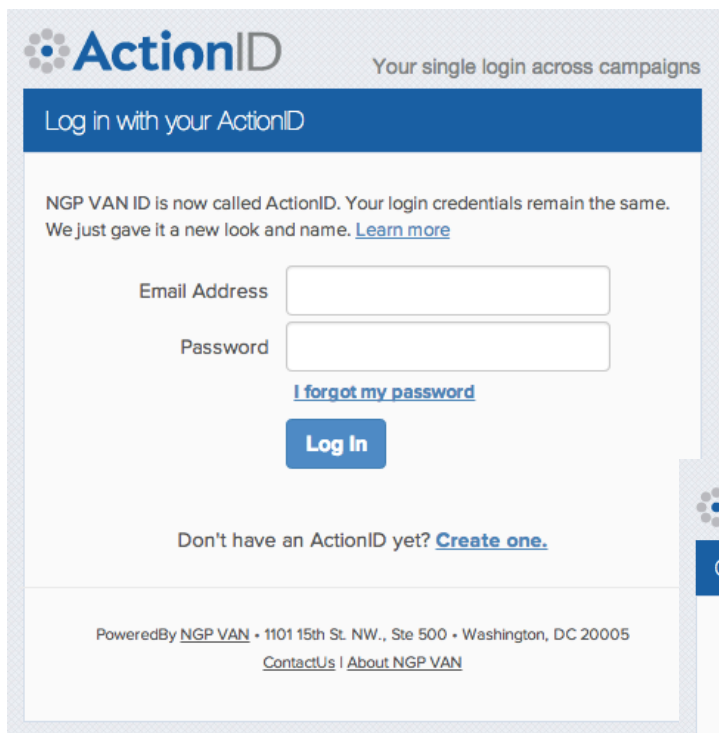 ActionID
Your single login across campaigns
Log in with your ActionID
NGP VAN ID is now called ActionID. Your login credentials remain the same.
We just gave it a new look and name. Learn more
Email Address
Password
I forgot my password
Log In
Don't have an ActionID yet? Create one.
PoweredBy NGP VAN • 1101 15th St. NW., Ste 500 • Washington, DC 20005
ContactUs | About NGP VAN